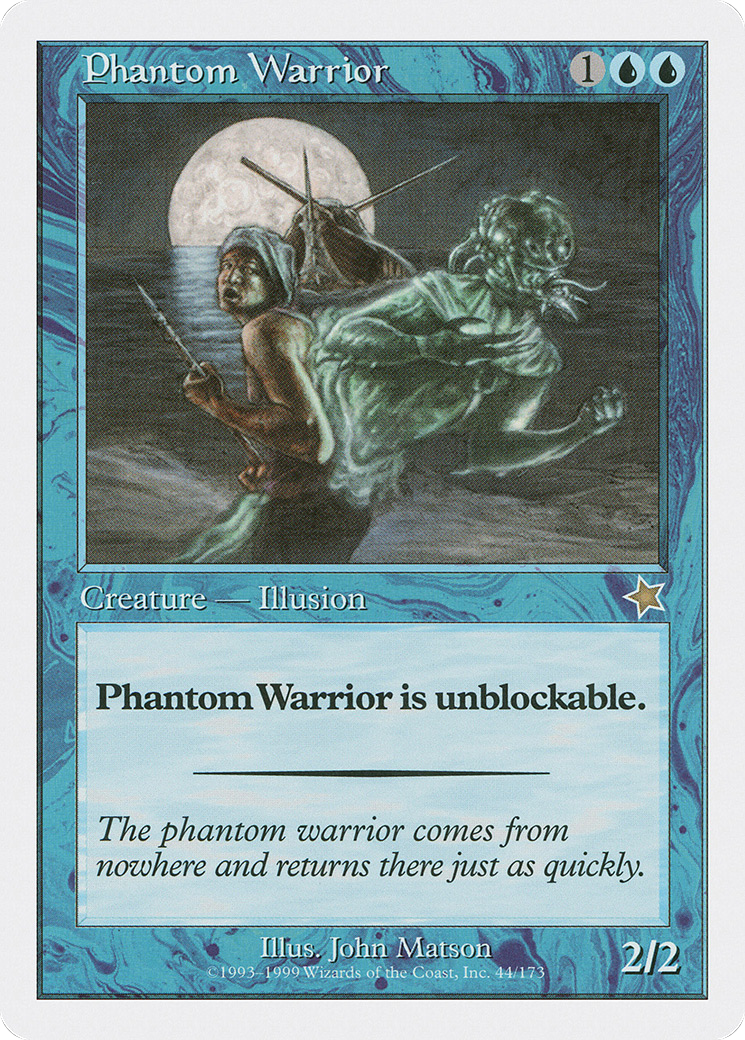 Phantom Warrior 1
Creature — Illusion
Phantom Warrior is unblockable.
The phantom warrior comes from
nowhere and returns there just as quickly.
Illus. John Matson
©1993–1999 Wizards of the Coast, Inc. 44/173
2/2